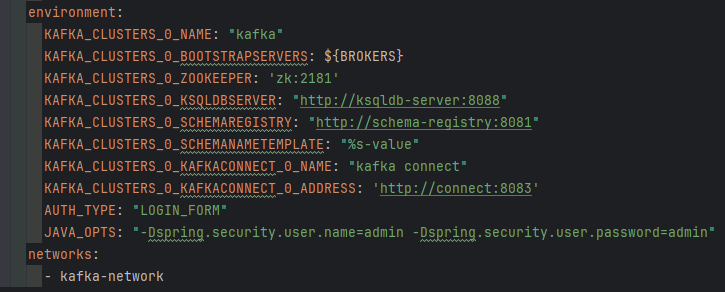 environment:
KAFKA_CLUSTERS_0_NAME: "kafka"
KAFKA_CLUSTERS_0_BOOTSTRAPSERVERS: ${BROKERS}
KAFKA_CLUSTERS_0_ZOOKEEPER: 'zk:2181'
KAFKA_CLUSTERS_0_KSQLDBSERVER: "http://ksqldb-server:8088"
KAFKA_CLUSTERS_0_SCHEMAREGISTRY: "http://schema-registry:8081"
KAFKA_CLUSTERS_0_SCHEMANAMETEMPLATE: "%s-value"
KAFKA_CLUSTERS_0_KAFKACONNECT_0_NAME: "kafka connect"
KAFKA_CLUSTERS_0_KAFKACONNECT_0_ADDRESS: 'http://connect:8083'
AUTH_TYPE: "LOGIN_FORM"
JAVA_OPTS: "-Dspring.security.user.name=admin -Dspring.security.user.password=admin"
networks:
- kafka-network